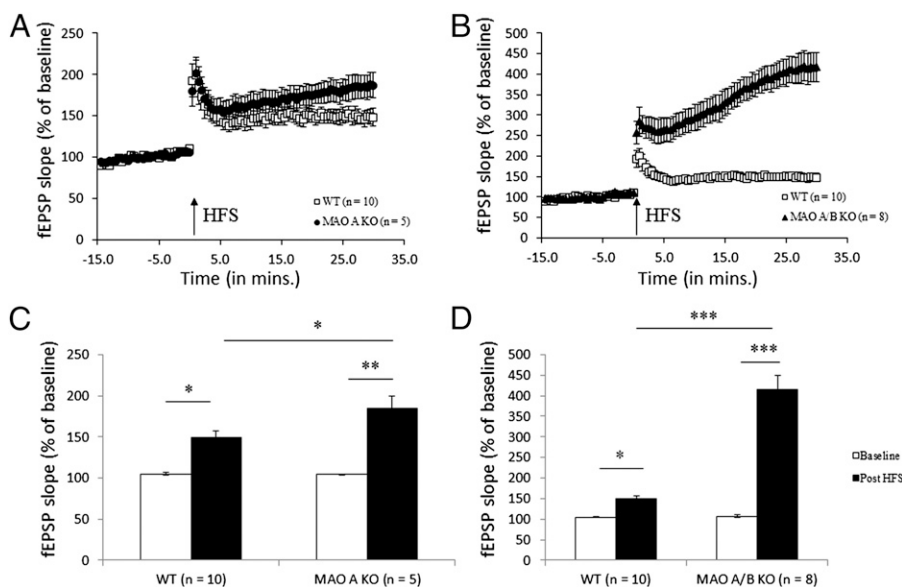 A
fEPSP slope (% of baseline)
250
200
150
100
50
0
-15.0 -5.0 5.0 15.0 25.0 35.0
Time (in mins.)
HFS
WT (n = 10)
MAO A KO (n = 5)
B
fEPSP slope (% of baseline)
500
450
400
350
300
250
200
150
100
50
0
-15.0 -5.0 5.0 15.0 25.0 35.0
Time (in mins.)
HFS
WT (n = 10)
MAO A/B KO (n = 8)
C
fEPSP slope (% of baseline)
250
200
150
100
50
0
*
*
**
WT (n = 10) MAO A KO (n = 5)
D
fEPSP slope (% of baseline)
500
450
400
350
300
250
200
150
100
50
0
***
***
*
WT (n = 10) MAO A/B KO (n = 8)
Baseline
Post HFS